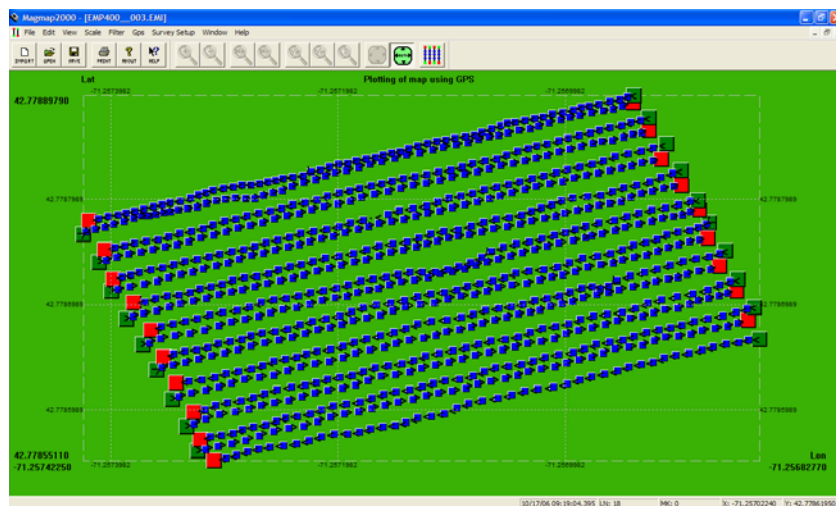 Magmap2000 - [EMP400__003.EMI]
File Edit View Scale Filter Gps Survey Setup Window Help
IMPORT OPEN SAVE PRINT ABOUT HELP
Lat
Plotting of map using GPS
42.77889790
-71.2573982 -71.2571982 -71.2569982
42.7787989 42.7787989
42.7786989 42.7786989
42.7785989 42.7785989
42.77855110
-71.25742250
-71.2573982 -71.2571982 -71.2569982
Lon
-71.25682770
10/17/06 09:19:04.395 LN: 18 MK: 0 X: -71.25702240 Y: 42.77861950